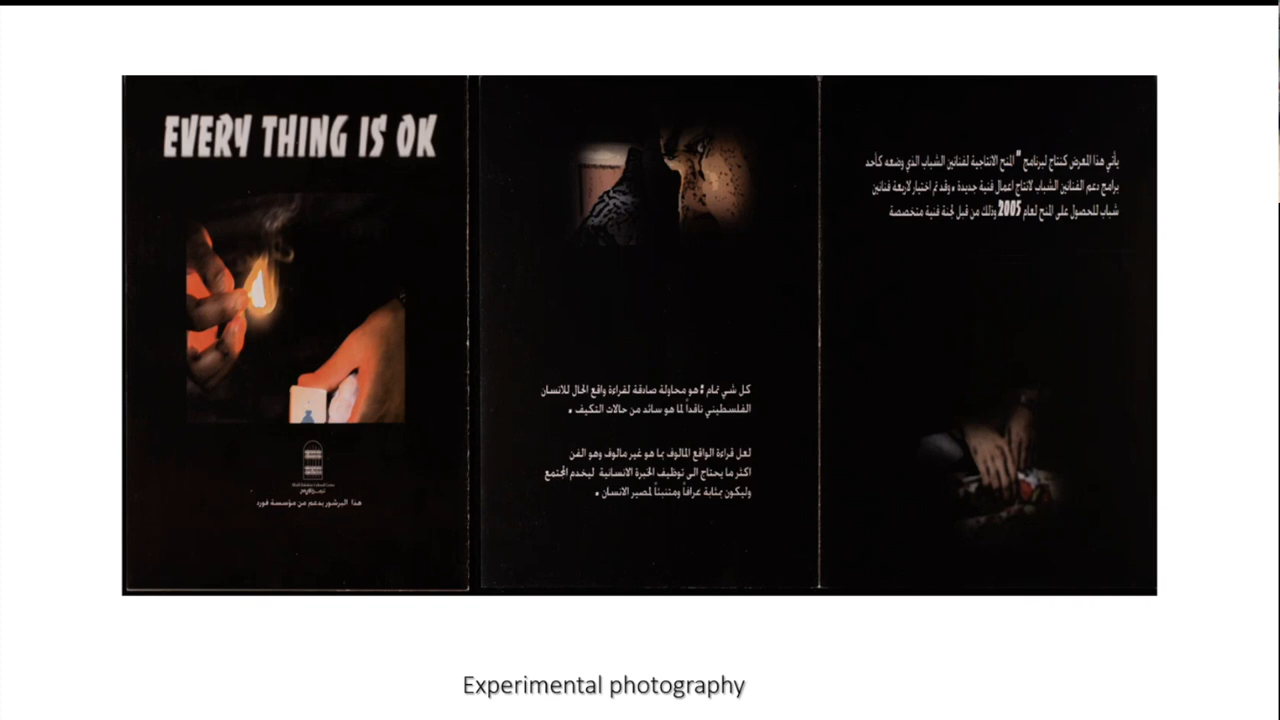 EVERY THING IS OK
هذا البرشور بدعم من مؤسسة فورد
كل شي تمام : هو محاولة صادقة لقراءة واقع الحال للانسان
الفلسطيني ناقداً لما هو سائد من حالات التكيف .
لعل قراءة الواقع المالوف بما هو غير مالوف وهو الفن
اكثر ما يحتاج الى توظيف الخبرة الانسانية ليخدم المجتمع
وليكون بمثابة عرافاً ومتنبئاً لمصير الانسان .
يأتي هذا المعرض كنتاج لبرنامج " المنح الانتاجية لفنانين الشباب الذي وضعه كأحد
برامج دعم الفنانين الشباب لانتاج اعمال فنية جديدة ، وقد تم اختيار لاربعة فنانين
شباب للحصول على المنح لعام 2005 وذلك من قبل لجنة فنية متخصصة
Experimental photography